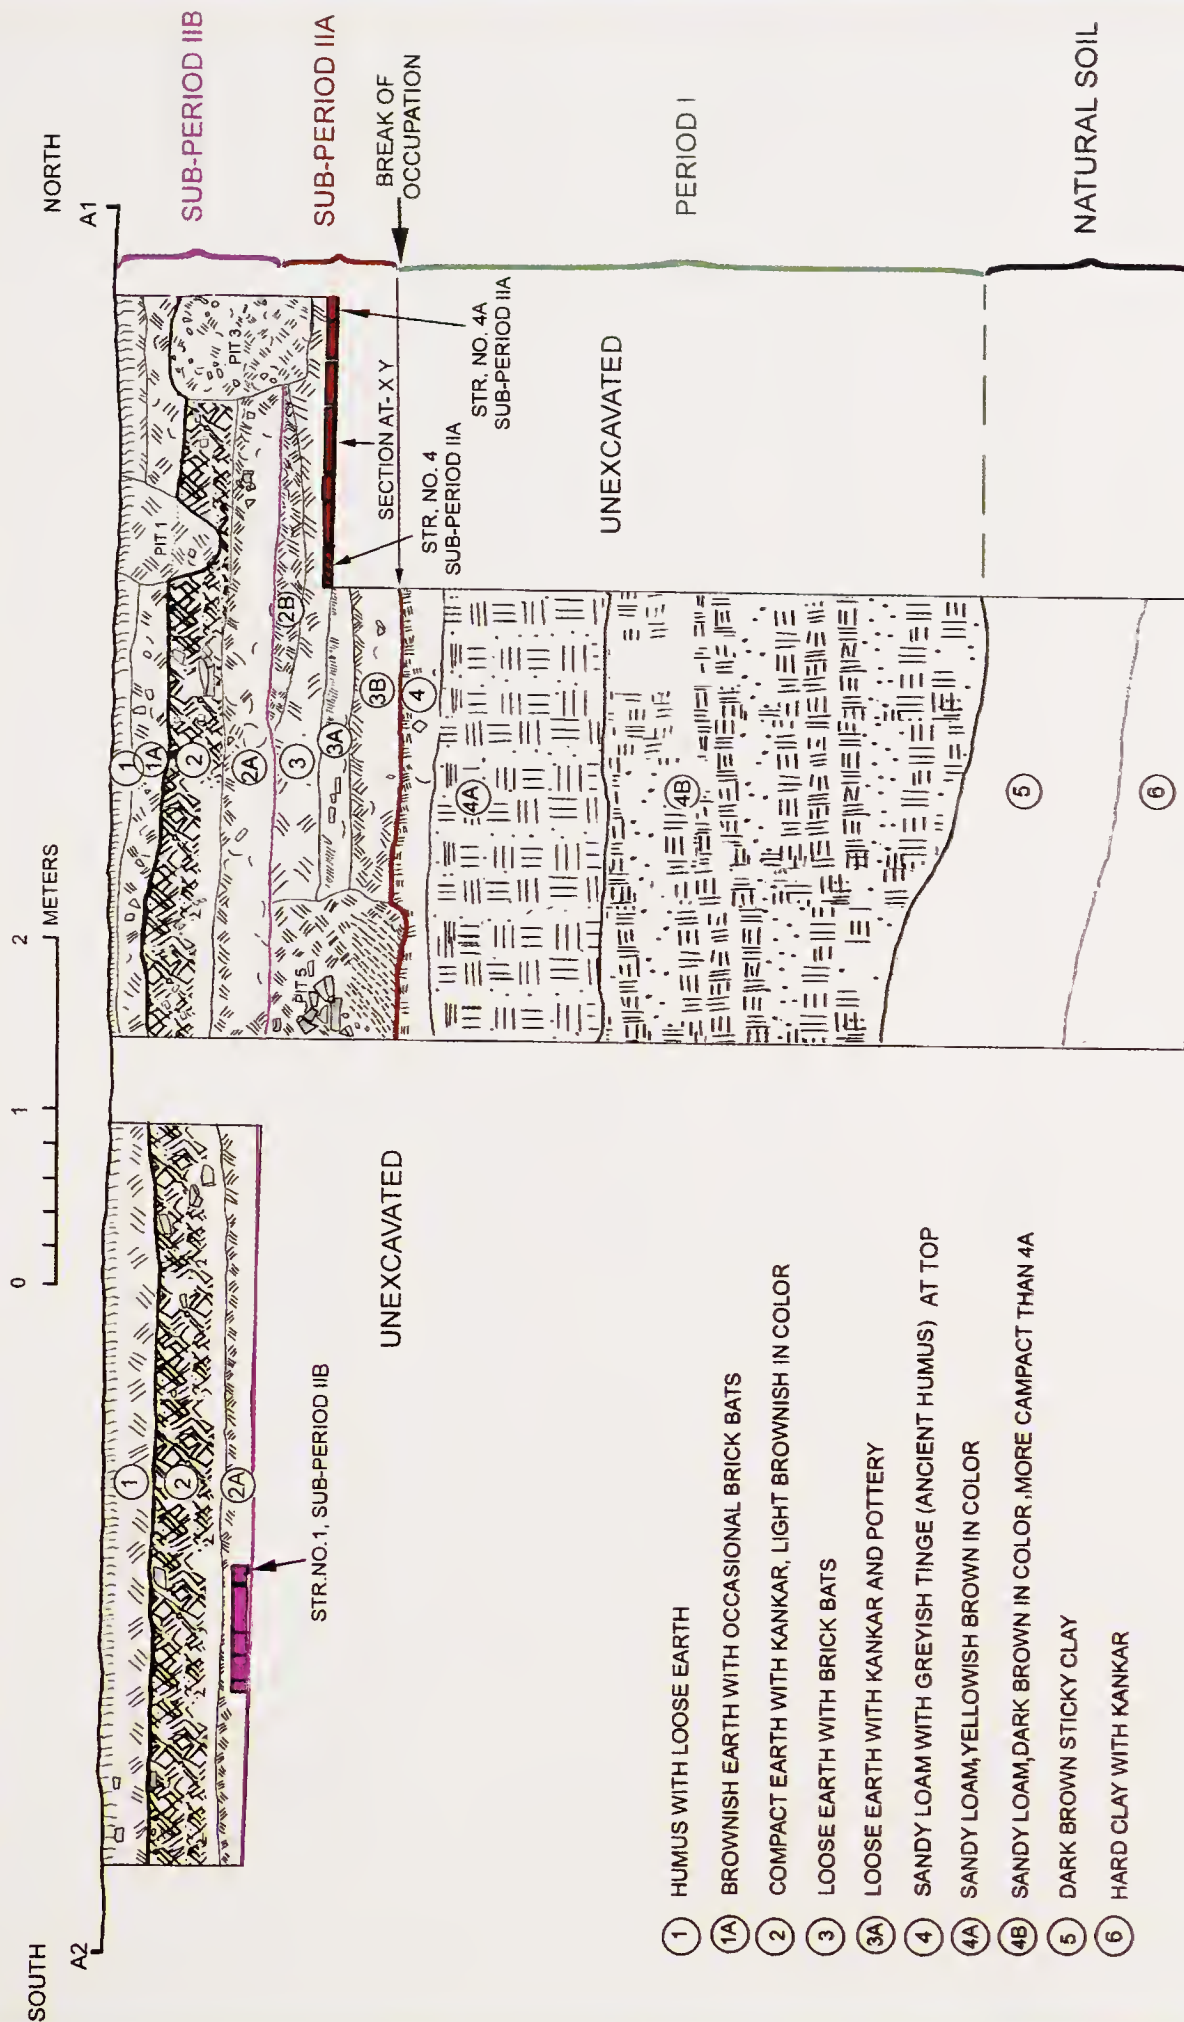 SOUTH
A2
0
1
2
METERS
NORTH
A1
SUB-PERIOD IIB
SUB-PERIOD IIA
BREAK OF
OCCUPATION
PERIOD I
NATURAL SOIL
1
2
2A
STR.NO. 1, SUB-PERIOD IIB
UNEXCAVATED
1
1A
2
2A
2B
3
3A
3B
4
4A
4B
5
6
PIT 1
PIT 3
PIT 5
SECTION AT- X Y
STR. NO. 4
SUB-PERIOD IIA
STR. NO. 4A
SUB-PERIOD IIA
UNEXCAVATED
1 HUMUS WITH LOOSE EARTH
1A BROWNISH EARTH WITH OCCASIONAL BRICK BATS
2 COMPACT EARTH WITH KANKAR, LIGHT BROWNISH IN COLOR
3 LOOSE EARTH WITH BRICK BATS
3A LOOSE EARTH WITH KANKAR AND POTTERY
4 SANDY LOAM WITH GREYISH TINGE (ANCIENT HUMUS) AT TOP
4A SANDY LOAM,YELLOWISH BROWN IN COLOR
4B SANDY LOAM,DARK BROWN IN COLOR ,MORE CAMPACT THAN 4A
5 DARK BROWN STICKY CLAY
6 HARD CLAY WITH KANKAR